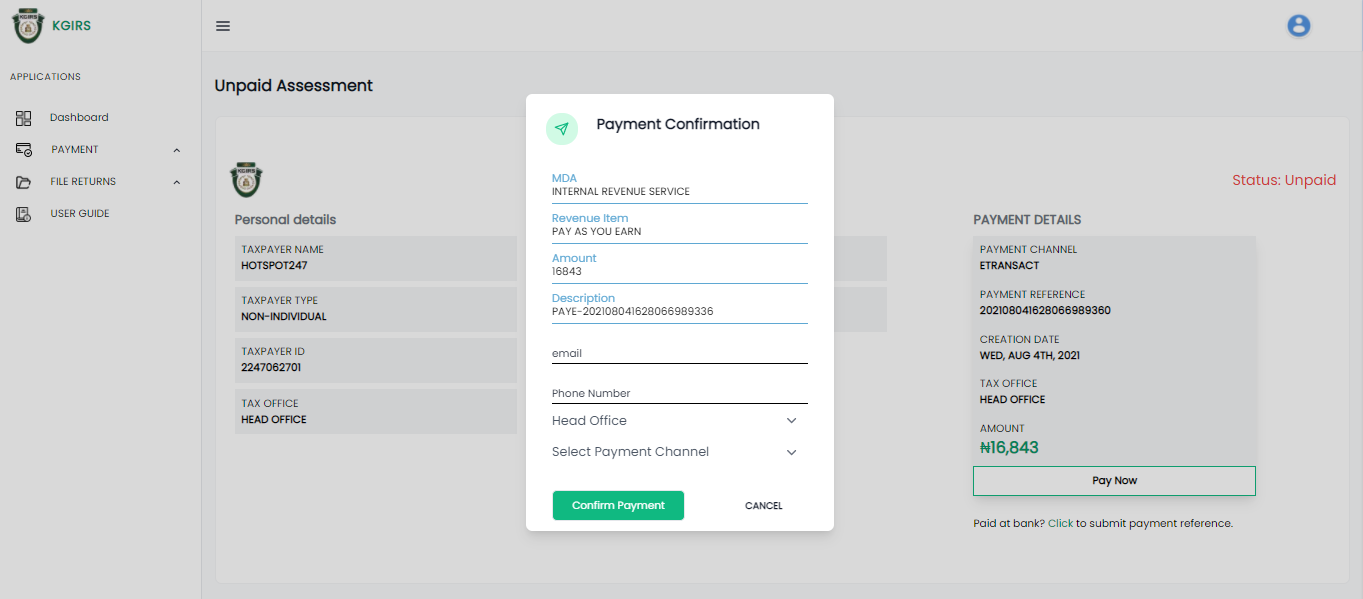 KGIRS
APPLICATIONS
Dashboard
PAYMENT
FILE RETURNS
USER GUIDE
Unpaid Assessment
Status: Unpaid
Personal details
TAXPAYER NAME
HOTSPOT247
TAXPAYER TYPE
NON-INDIVIDUAL
TAXPAYER ID
2247062701
TAX OFFICE
HEAD OFFICE
Payment Confirmation
MDA
INTERNAL REVENUE SERVICE
Revenue Item
PAY AS YOU EARN
Amount
16843
Description
PAYE-202108041628066989336
email
Phone Number
Head Office
Select Payment Channel
Confirm Payment
CANCEL
PAYMENT DETAILS
PAYMENT CHANNEL
ETRANSACT
PAYMENT REFERENCE
202108041628066989360
CREATION DATE
WED, AUG 4TH, 2021
TAX OFFICE
HEAD OFFICE
AMOUNT
₦16,843
Pay Now
Paid at bank? Click to submit payment reference.